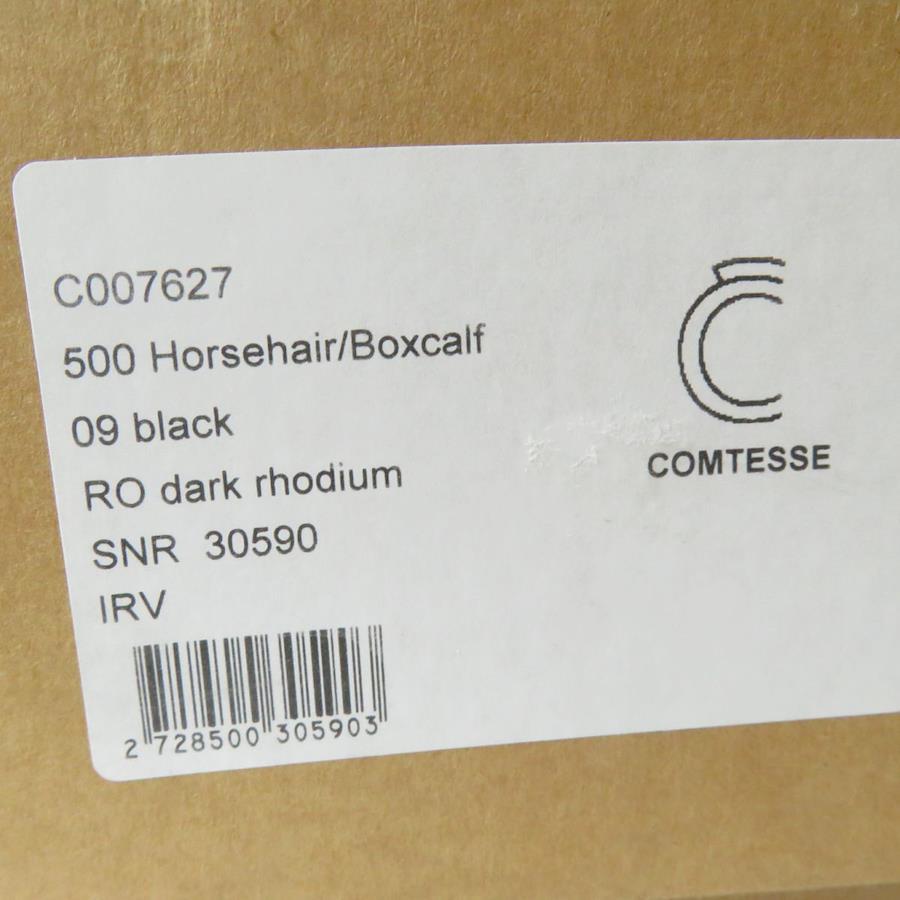 C007627
500 Horsehair/Boxcalf
09 black
RO dark rhodium
SNR 30590
IRV
2 728500 305903
COMTESSE